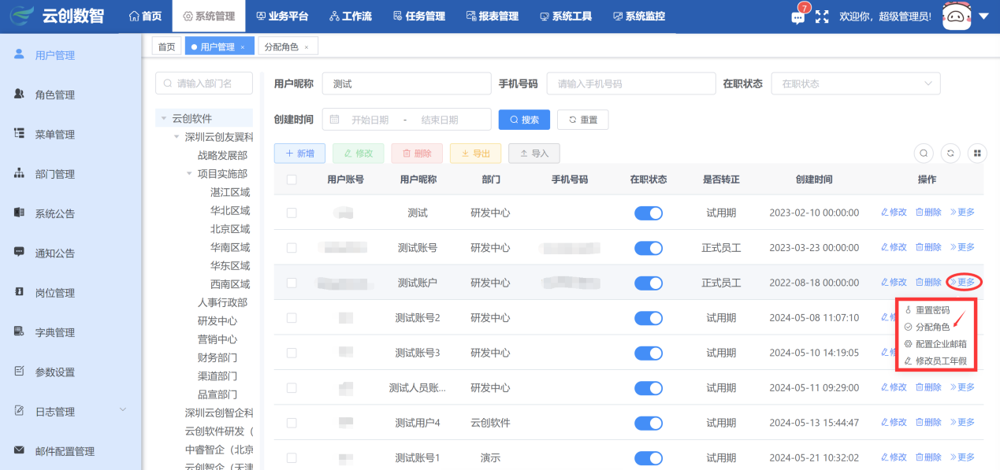 云创数智 首页 系统管理 业务平台 工作流 任务管理 报表管理 系统工具 系统监控 7 欢迎你，超级管理员!
首页 用户管理 × 分配角色 ×
用户管理
角色管理
菜单管理
部门管理
系统公告
通知公告
岗位管理
字典管理
参数设置
日志管理
邮件配置管理
请输入部门名
云创软件
深圳云创友翼科
战略发展部
项目实施部
湛江区域
华北区域
北京区域
华南区域
华东区域
西南区域
人事行政部
研发中心
营销中心
财务部门
渠道部门
品宣部门
深圳云创智企科
云创软件研发（
中睿智企（北京
云创智企（天津
用户昵称 测试 手机号码 请输入手机号码 在职状态 在职状态
创建时间 开始日期 - 结束日期 搜索 重置
新增 修改 删除 导出 导入
用户账号 用户昵称 部门 手机号码 在职状态 是否转正 创建时间 操作
测试 研发中心 试用期 2023-02-10 00:00:00 修改 删除 更多
测试账号 研发中心 正式员工 2023-03-23 00:00:00 修改 删除 更多
测试账户 研发中心 正式员工 2022-08-18 00:00:00 修改 删除 更多
测试账号2 研发中心 试用期 2024-05-08 11:07:10
测试账号3 研发中心 试用期 2024-05-10 14:19:05
测试人员账... 研发中心 试用期 2024-05-11 09:29:00 修改 删除 更多
测试用户4 云创软件 试用期 2024-05-13 15:44:47 修改 删除 更多
测试账号1 演示 试用期 2024-05-21 10:32:02 修改 删除 更多
重置密码
分配角色
配置企业邮箱
修改员工年假